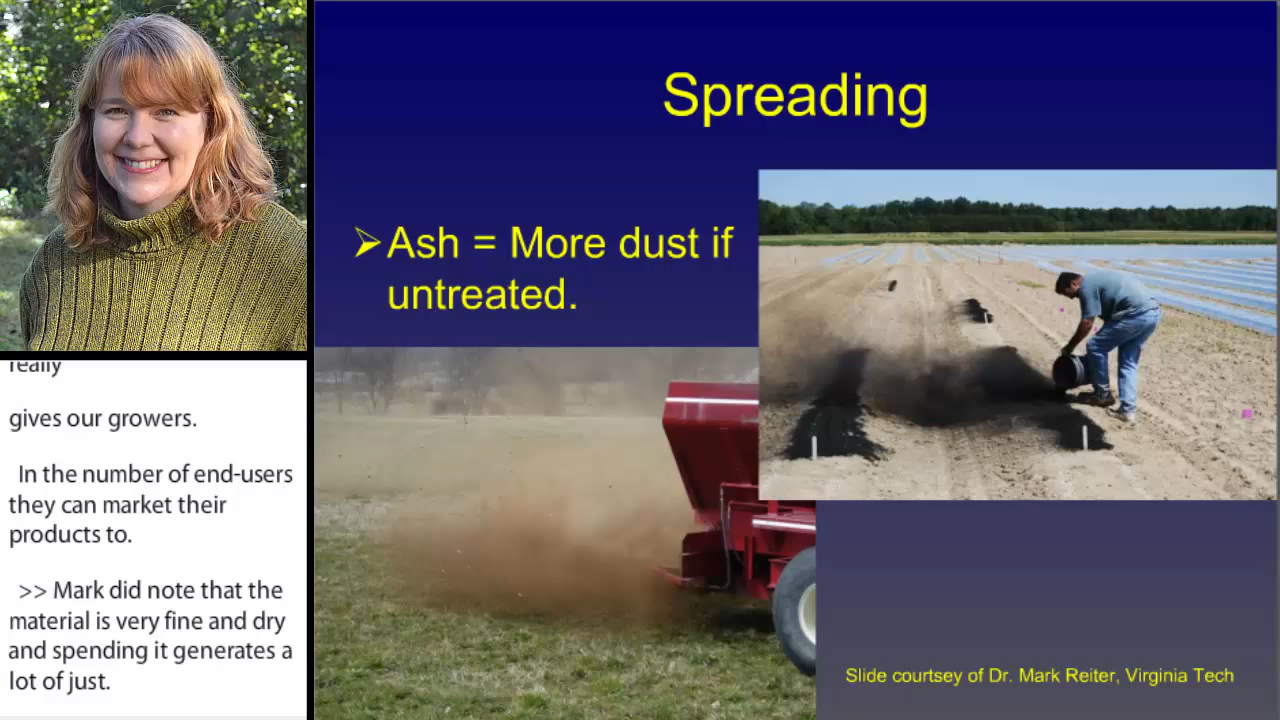 Spreading
➢Ash = More dust if
untreated.
really
gives our growers.
In the number of end-users
they can market their
products to.
>> Mark did note that the
material is very fine and dry
and spending it generates a
lot of just.
Slide courtsey of Dr. Mark Reiter, Virginia Tech